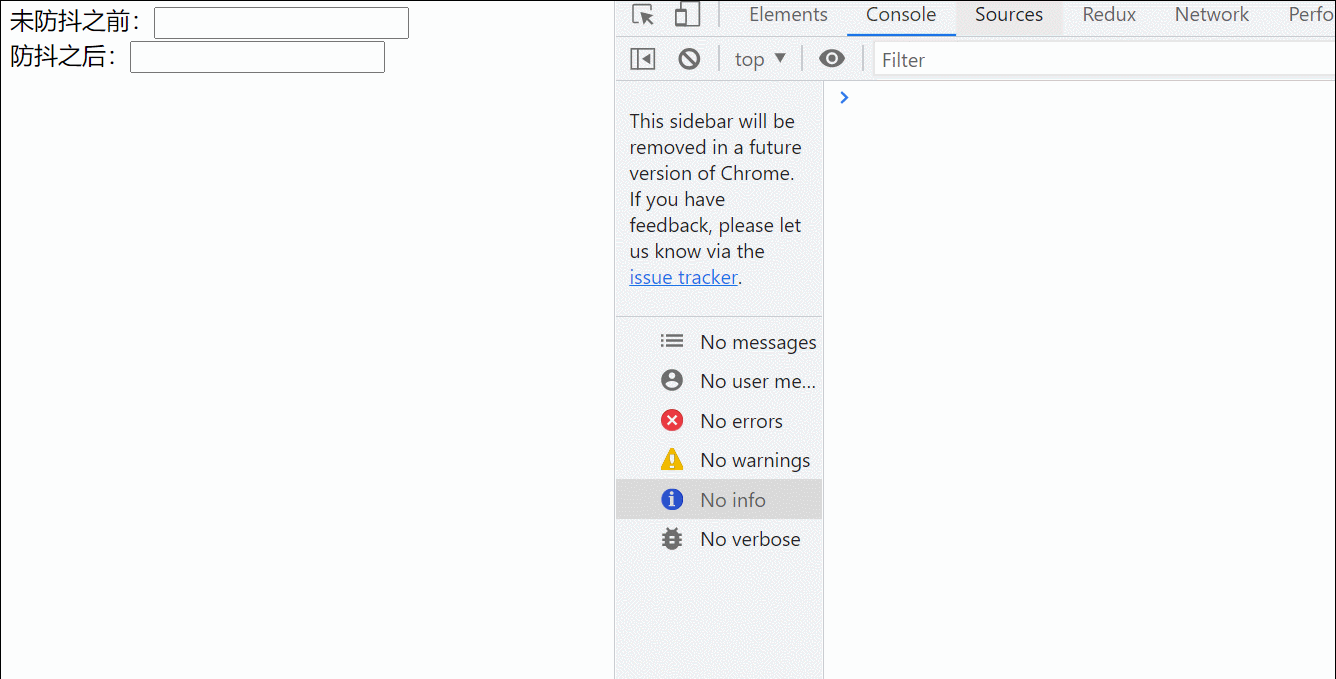 未防抖之前：
防抖之后：
Elements Console Sources Redux Network Perfo
top ▼ Filter
This sidebar will be
removed in a future
version of Chrome.
If you have
feedback, please let
us know via the
issue tracker.
No messages
No user me...
No errors
No warnings
No info
No verbose